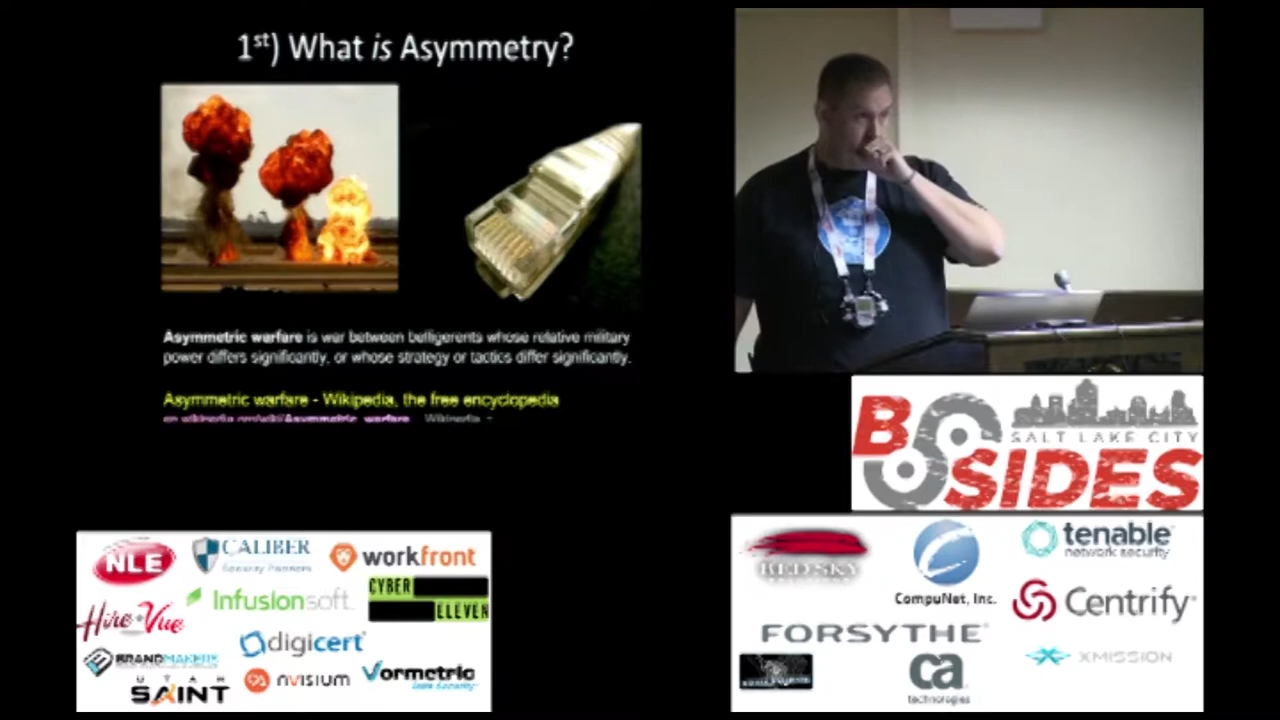 1st) What is Asymmetry?
Asymmetric warfare is war between belligerents whose relative military
power differs significantly, or whose strategy or tactics differ significantly.
Asymmetric warfare - Wikipedia, the free encyclopedia
en.wikipedia.org/wiki/Asymmetric_warfare Wikipedia
BSIDES
SALT LAKE CITY
NLE
CALIBER
Security Partners
workfront
Infusionsoft
CYBER
ELEVEN
Hire Vue
digicert
BRANDMAKERS
UTAH
SAINT
nVISIUM
Vormetric
Data Security
RED SKY
CompuNet, Inc.
tenable
network security
Centrify
FORSYTHE
ca
technologies
XMISSION